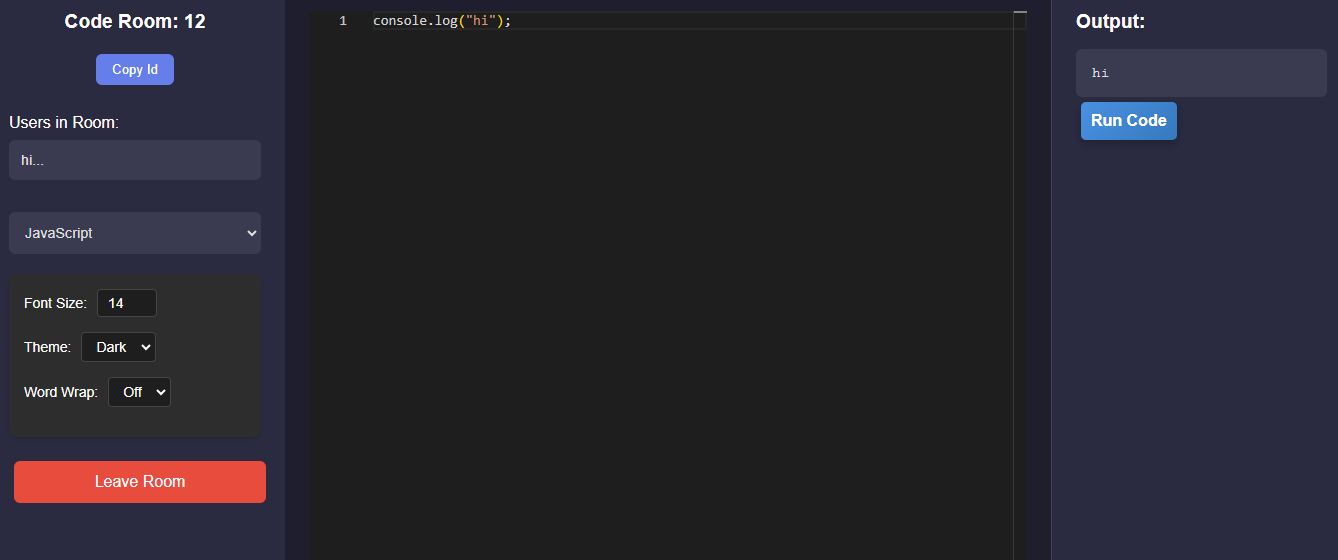 Code Room: 12
Copy Id
Users in Room:
hi...
JavaScript
Font Size: 14
Theme: Dark
Word Wrap: Off
Leave Room
1 console.log("hi");
Output:
hi
Run Code